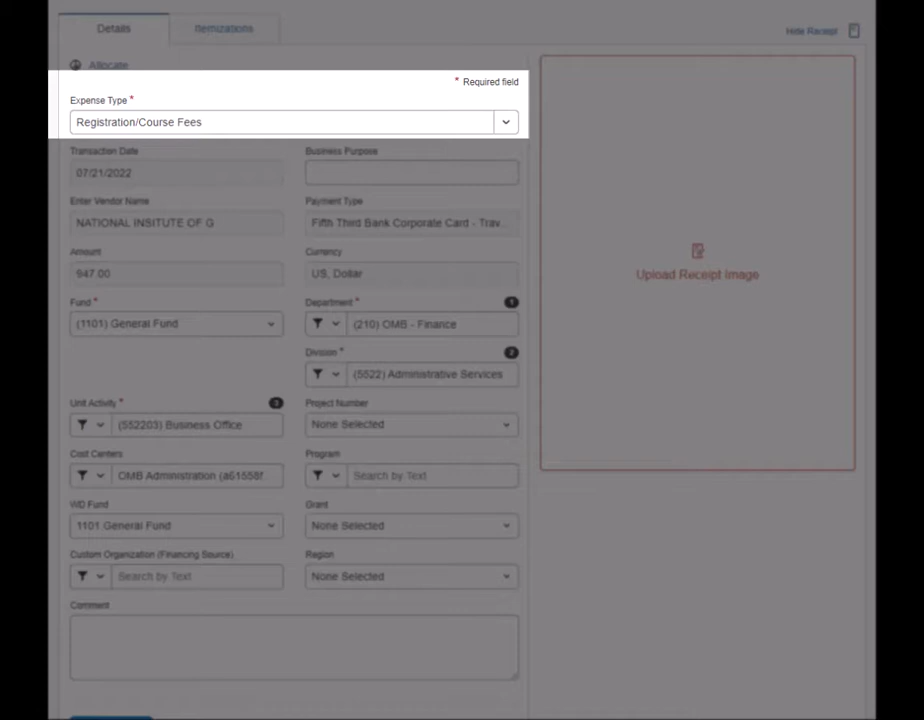 Details
Itemizations
Hide Receipt
Allocate
* Required field
Expense Type *
Registration/Course Fees
Transaction Date
Business Purpose
07/21/2022
Enter Vendor Name
Payment Type
NATIONAL INSITUTE OF G
Fifth Third Bank Corporate Card - Trav...
Amount
Currency
947.00
US, Dollar
Fund *
Department *
1
(1101) General Fund
(210) OMB - Finance
Division *
2
(5522) Administrative Services
Unit Activity *
3
Project Number
(552203) Business Office
None Selected
Cost Centers
Program
OMB Administration (a61558f
Search by Text
WD Fund
Grant
1101 General Fund
None Selected
Custom Organization (Financing Source)
Region
Search by Text
None Selected
Comment
Upload Receipt Image